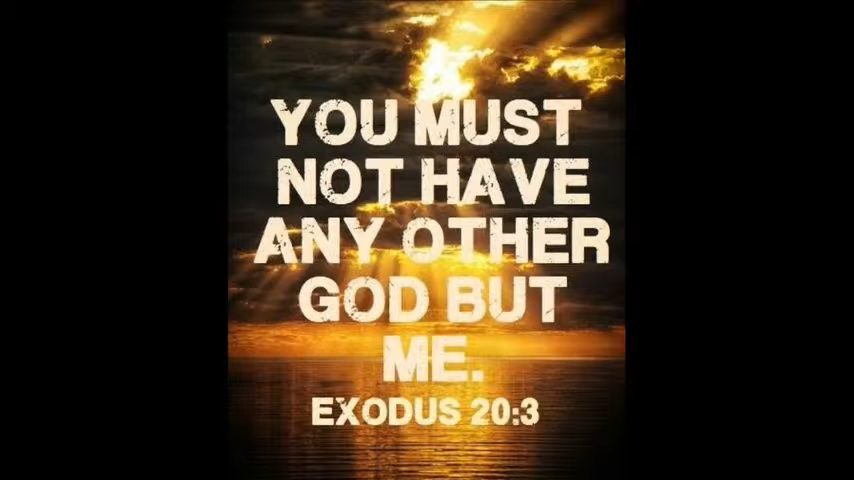 YOU MUST
NOT HAVE
ANY OTHER
GOD BUT
ME.
EXODUS 20:3